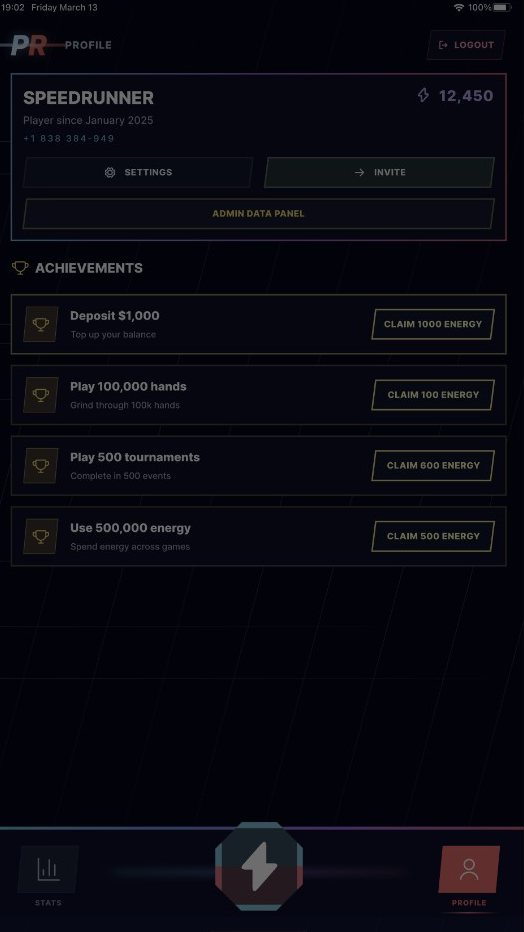 19:02 Friday March 13
100%
PR PROFILE
LOGOUT
SPEEDRUNNER
12,450
Player since January 2025
+1 838 384-949
SETTINGS
INVITE
ADMIN DATA PANEL
ACHIEVEMENTS
Deposit $1,000
Top up your balance
CLAIM 1000 ENERGY
Play 100,000 hands
Grind through 100k hands
CLAIM 100 ENERGY
Play 500 tournaments
Complete in 500 events
CLAIM 600 ENERGY
Use 500,000 energy
Spend energy across games
CLAIM 500 ENERGY
STATS
PROFILE